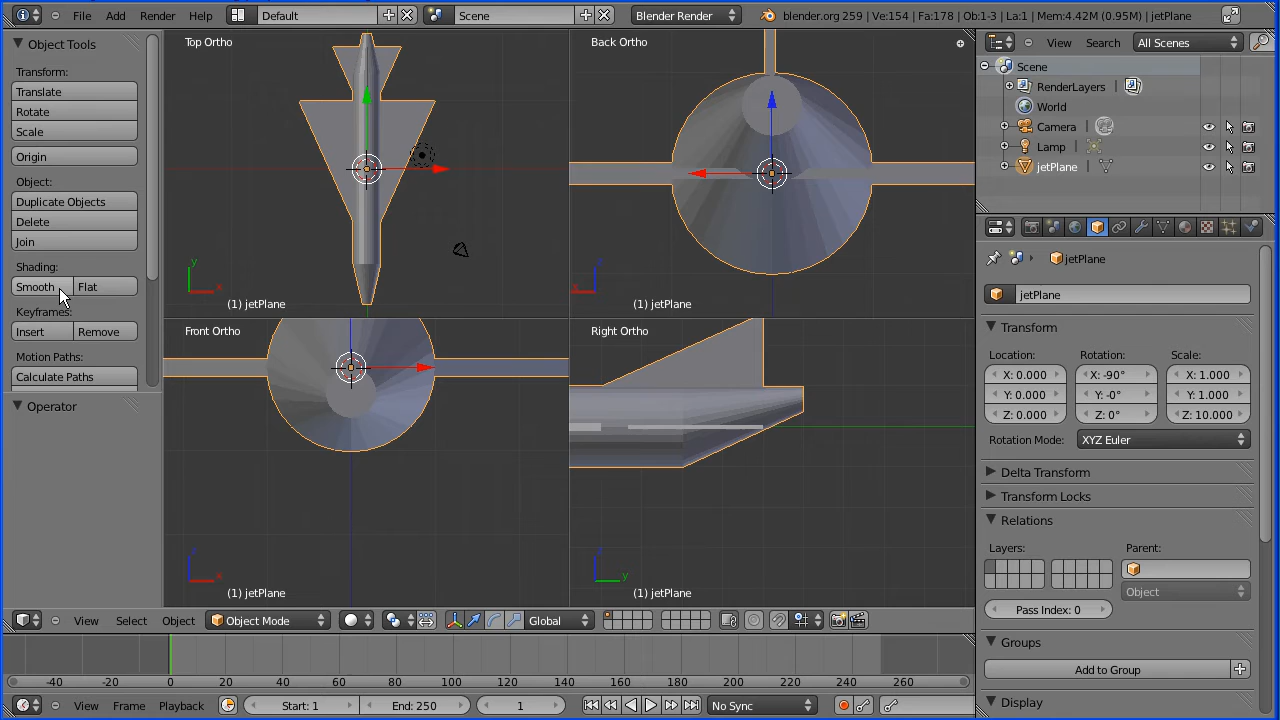 File Add Render Help Default Scene Blender Render blender.org 259 | Ve:154 | Fa:178 | Ob:1-3 | La:1 | Mem:4.42M (0.95M) | jetPlane
Object Tools
Transform:
Translate
Rotate
Scale
Origin
Object:
Duplicate Objects
Delete
Join
Shading:
Smooth Flat
Keyframes:
Insert Remove
Motion Paths:
Calculate Paths
Operator
Top Ortho
y
x
(1) jetPlane
Back Ortho
z
x
(1) jetPlane
Front Ortho
z
x
(1) jetPlane
Right Ortho
z
y
(1) jetPlane
View Select Object Object Mode Global
-40 -20 0 20 40 60 80 100 120 140 160 180 200 220 240 260
View Frame Playback Start: 1 End: 250 1 No Sync
View Search All Scenes
Scene
RenderLayers
World
Camera
Lamp
jetPlane
jetPlane
jetPlane
Transform
Location: Rotation: Scale:
X: 0.000 X: -90° X: 1.000
Y: 0.000 Y: -0° Y: 1.000
Z: 0.000 Z: 0° Z: 10.000
Rotation Mode: XYZ Euler
Delta Transform
Transform Locks
Relations
Layers: Parent:
Object
Pass Index: 0
Groups
Add to Group
Display